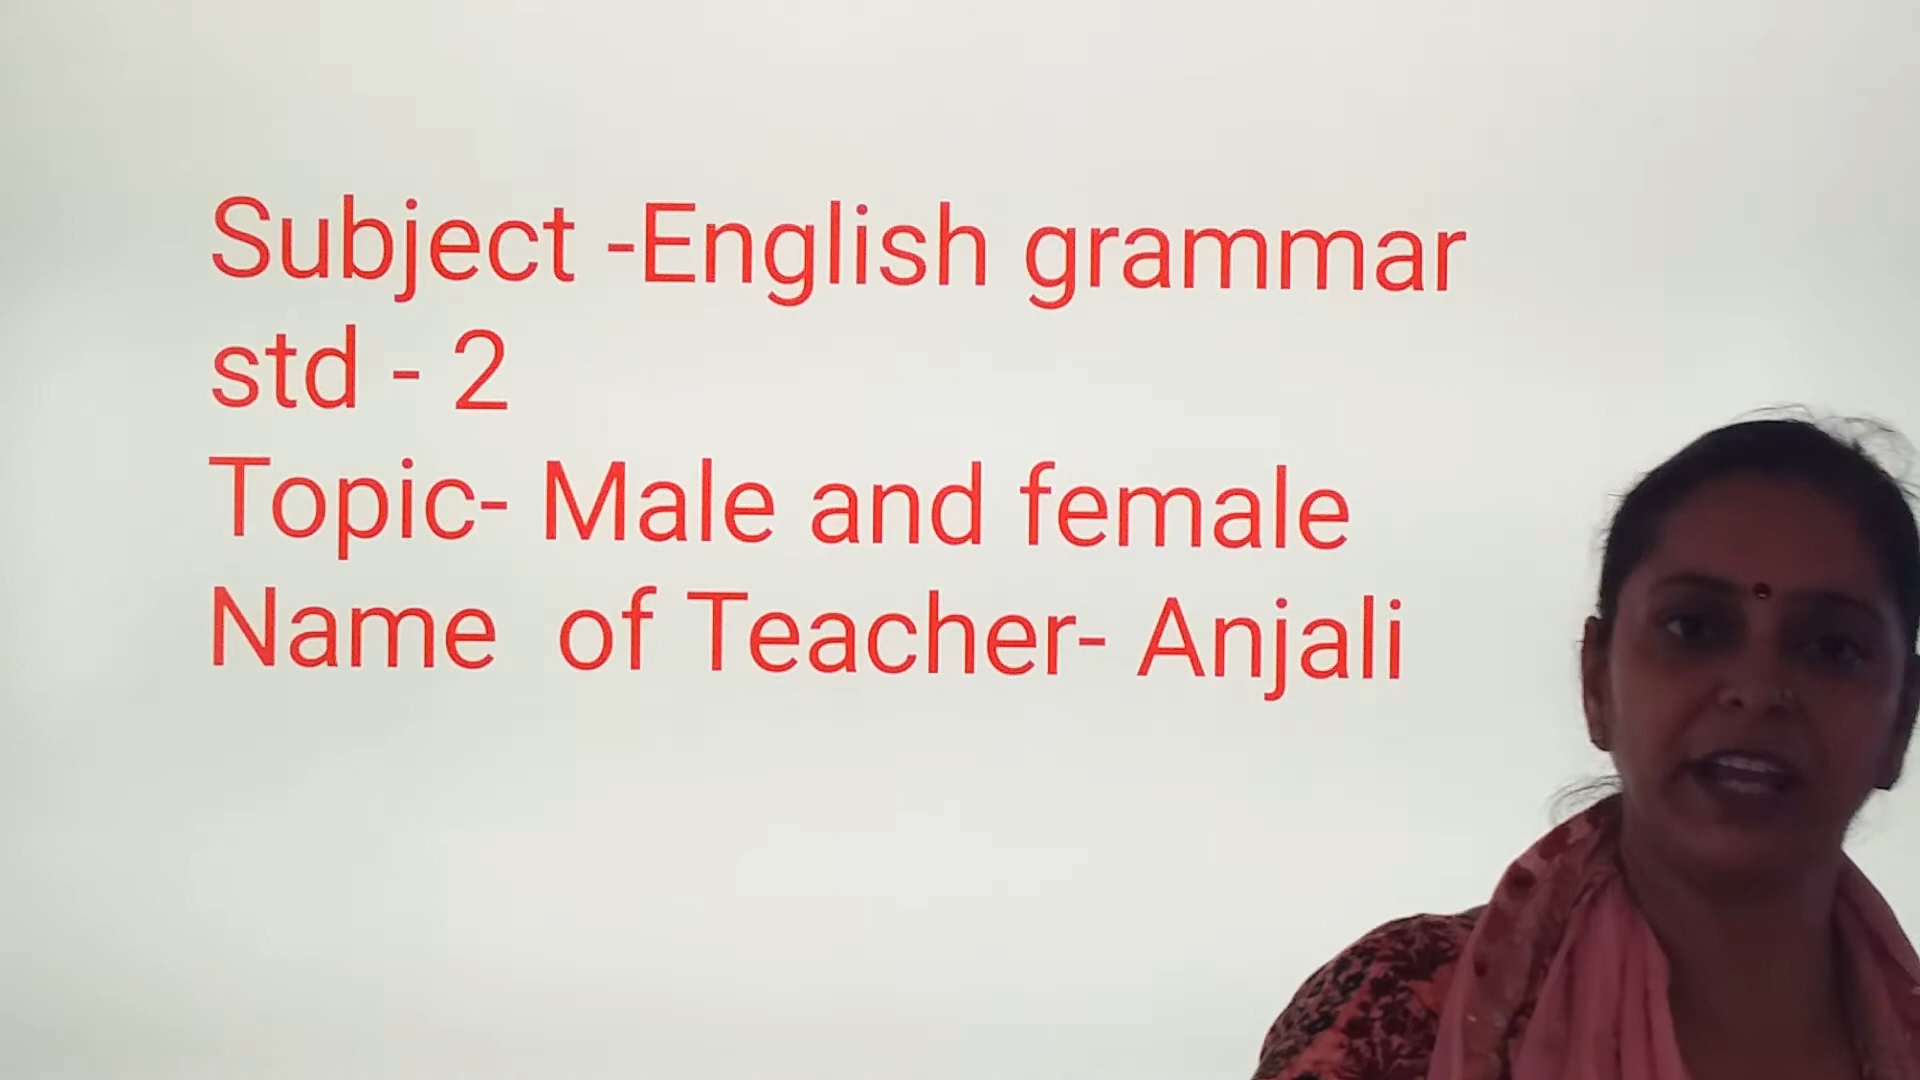 Subject -English grammar
std - 2
Topic- Male and female
Name  of Teacher- Anjali